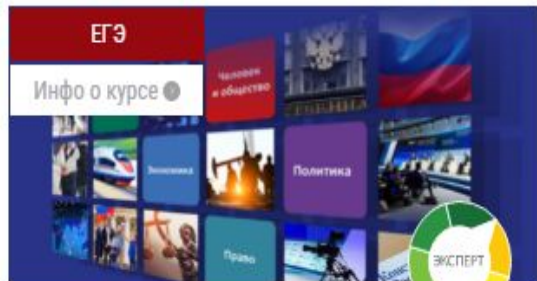 ЕГЭ
Инфо о курсе
Человек
и общество
Экономика
Политика
Право
ЭКСПЕРТ